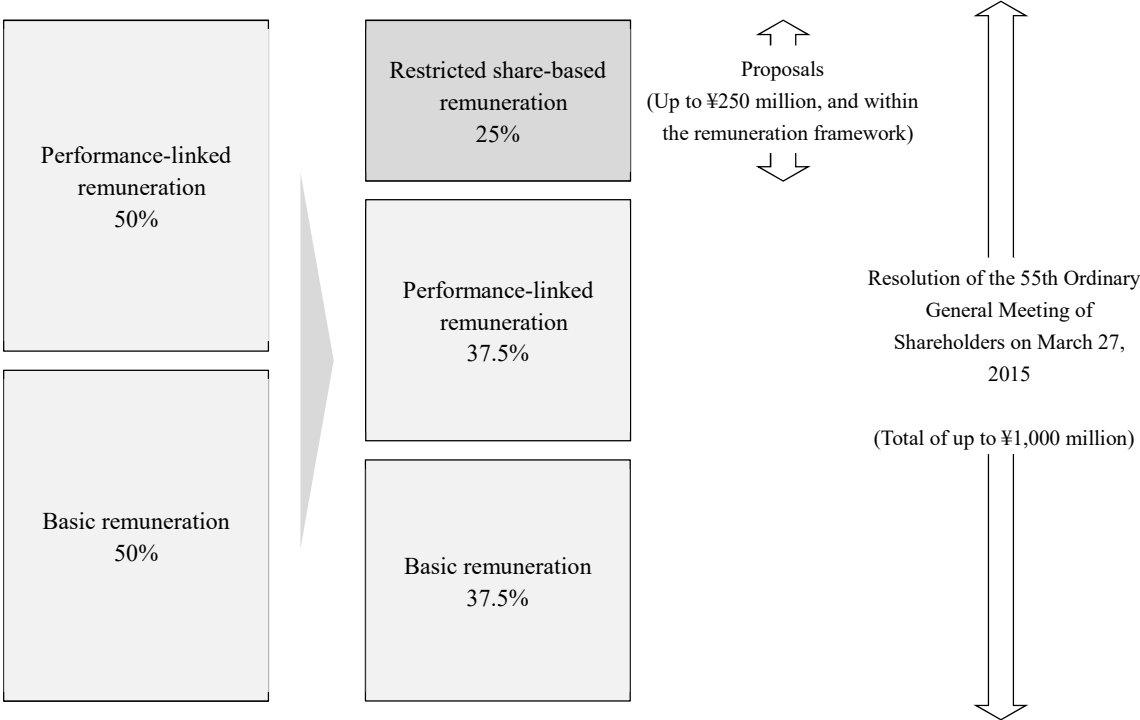 Performance-linked
remuneration
50%
Basic remuneration
50%
Restricted share-based
remuneration
25%
Performance-linked
remuneration
37.5%
Basic remuneration
37.5%
Proposals
(Up to ¥250 million, and within
the remuneration framework)
Resolution of the 55th Ordinary
General Meeting of
Shareholders on March 27,
2015
(Total of up to ¥1,000 million)